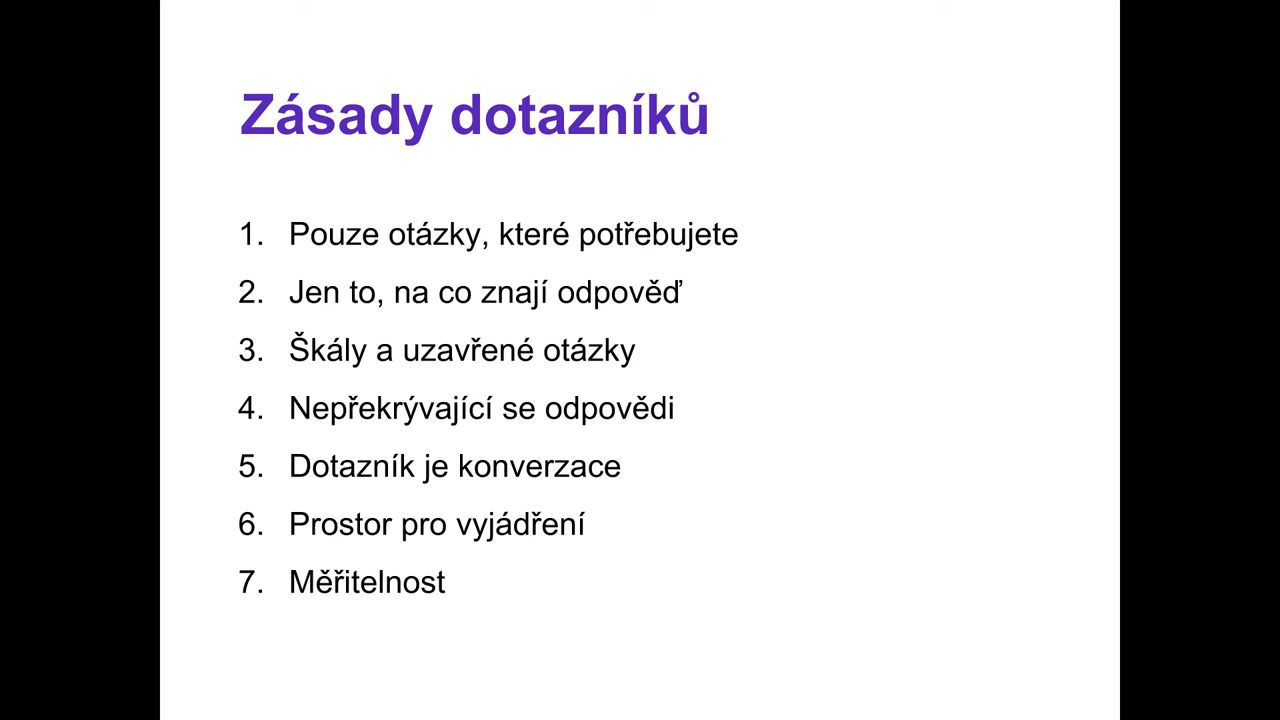 Zásady dotazníků
1. Pouze otázky, které potřebujete
2. Jen to, na co znají odpověď
3. Škály a uzavřené otázky
4. Nepřekrývající se odpovědi
5. Dotazník je konverzace
6. Prostor pro vyjádření
7. Měřitelnost